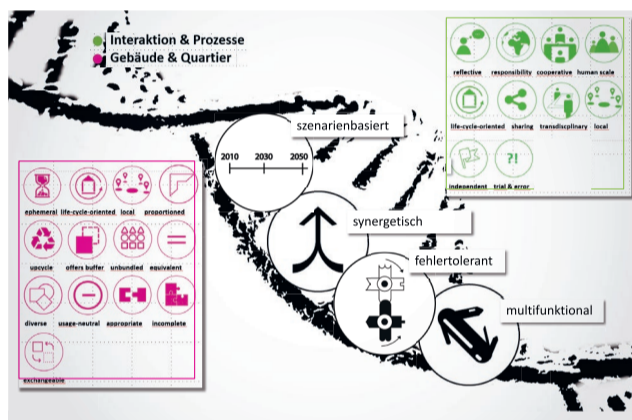 Interaktion & Prozesse
Gebäude & Quartier
reflective responsibility cooperative human scale
life-cycle-oriented sharing transdisciplinary local
?!
independent trial & error
szenarienbasiert
2010 2030 2050
synergetisch
fehlertolerant
multifunktional
ephemeral life-cycle-oriented local proportioned
upcycle offers buffer unbundled equivalent
diverse usage-neutral appropriate incomplete
exchangeable